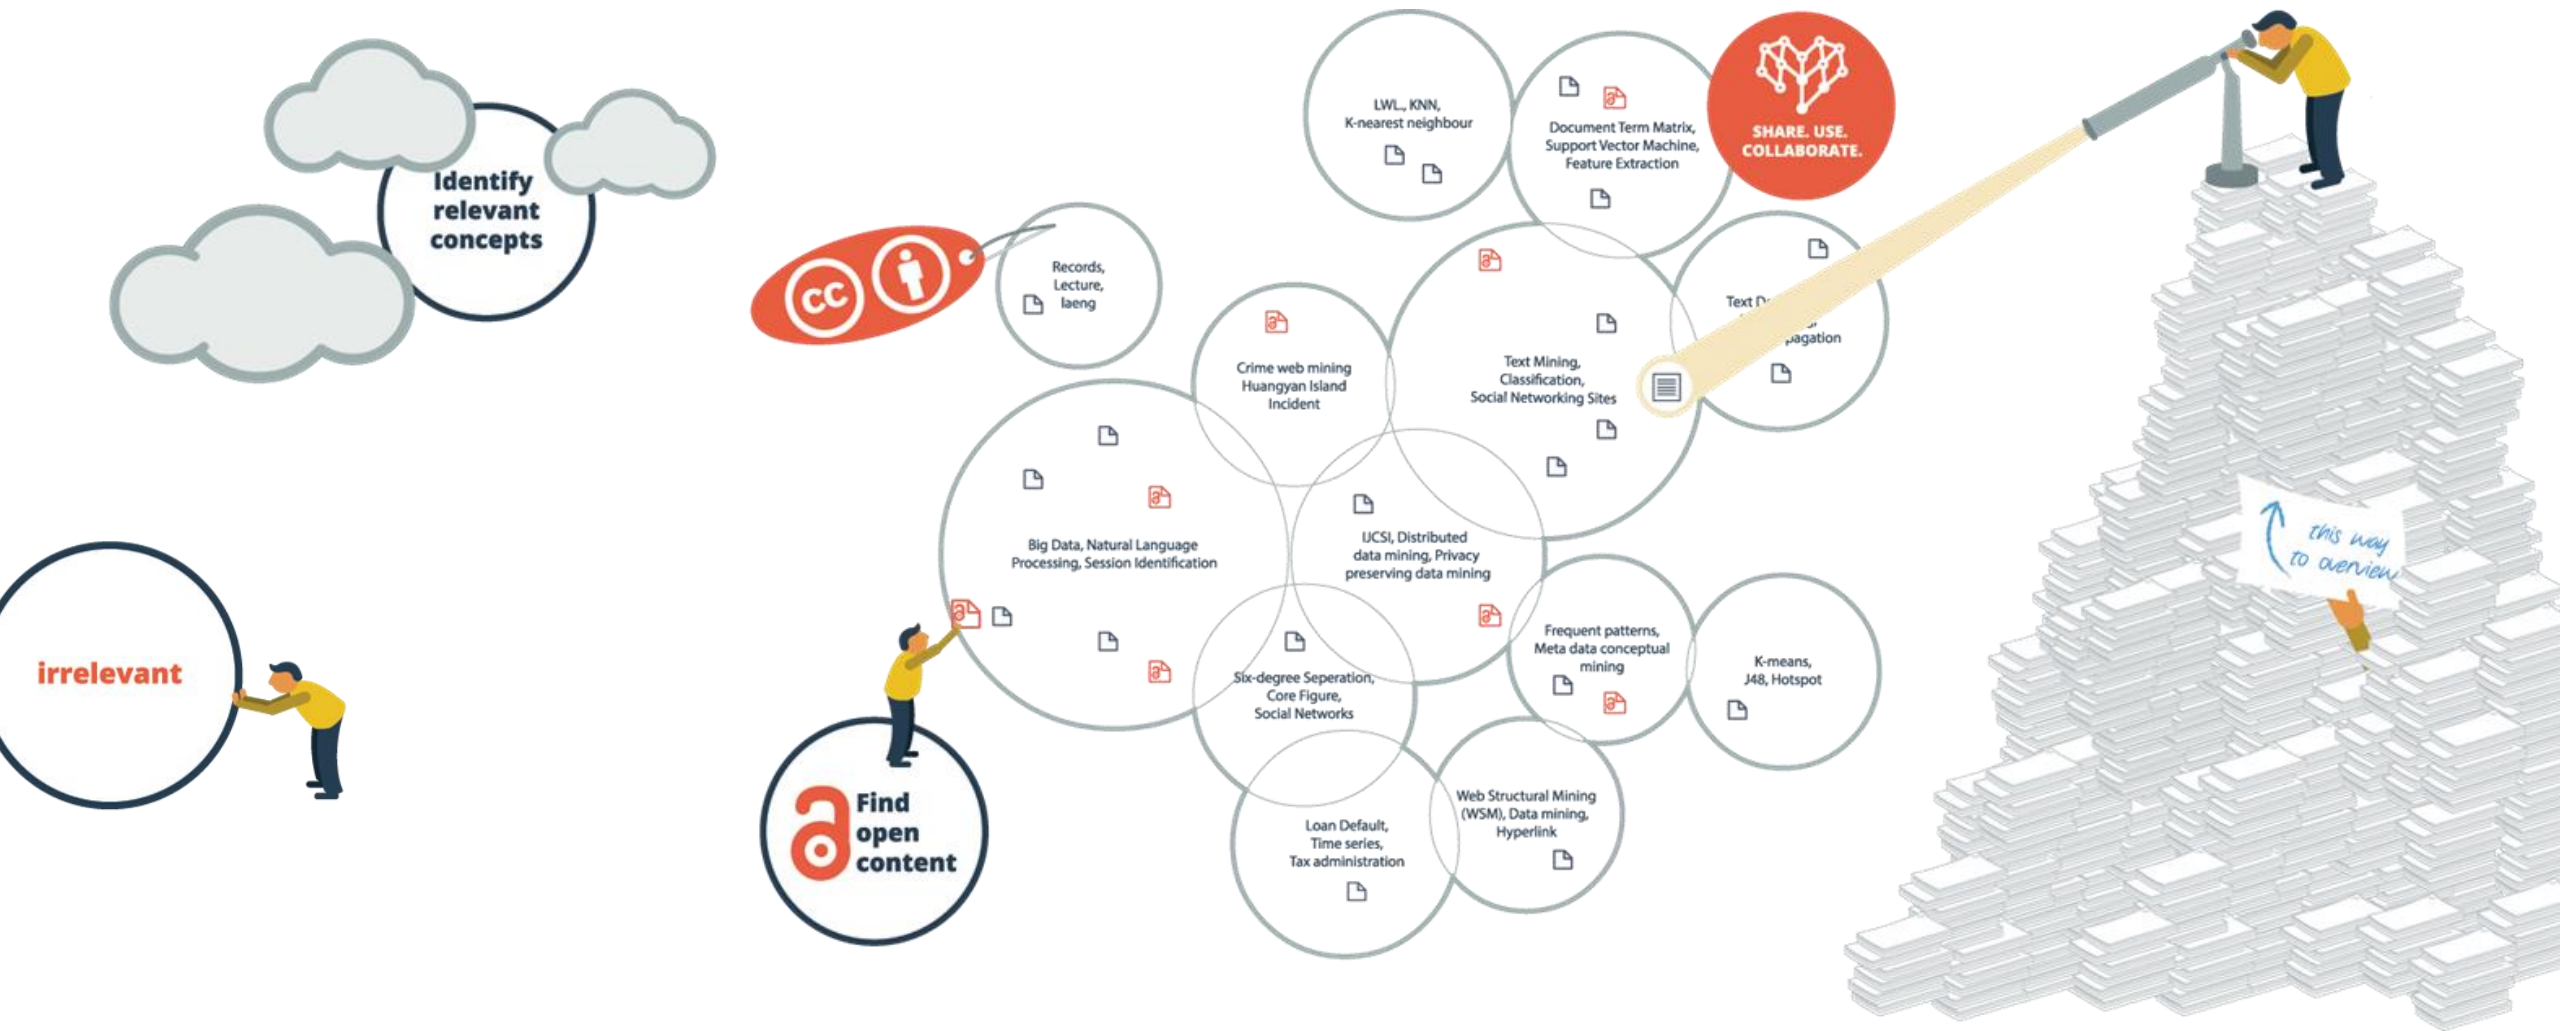 Identify
relevant
concepts
irrelevant
cc
Records,
Lecture,
Iaeng
LWL, KNN,
K-nearest neighbour
Document Term Matrix,
Support Vector Machine,
Feature Extraction
SHARE. USE.
COLLABORATE.
Crime web mining
Huangyan Island
Incident
Text Mining,
Classification,
Social Networking Sites
Text
Big Data, Natural Language
Processing, Session Identification
IJCSI, Distributed
data mining, Privacy
preserving data mining
Six-degree Seperation,
Core Figure,
Social Networks
Frequent patterns,
Meta data conceptual
mining
K-means,
J48, Hotspot
Loan Default,
Time series,
Tax administration
Web Structural Mining
(WSM), Data mining,
Hyperlink
Find
open
content
this way
to overview